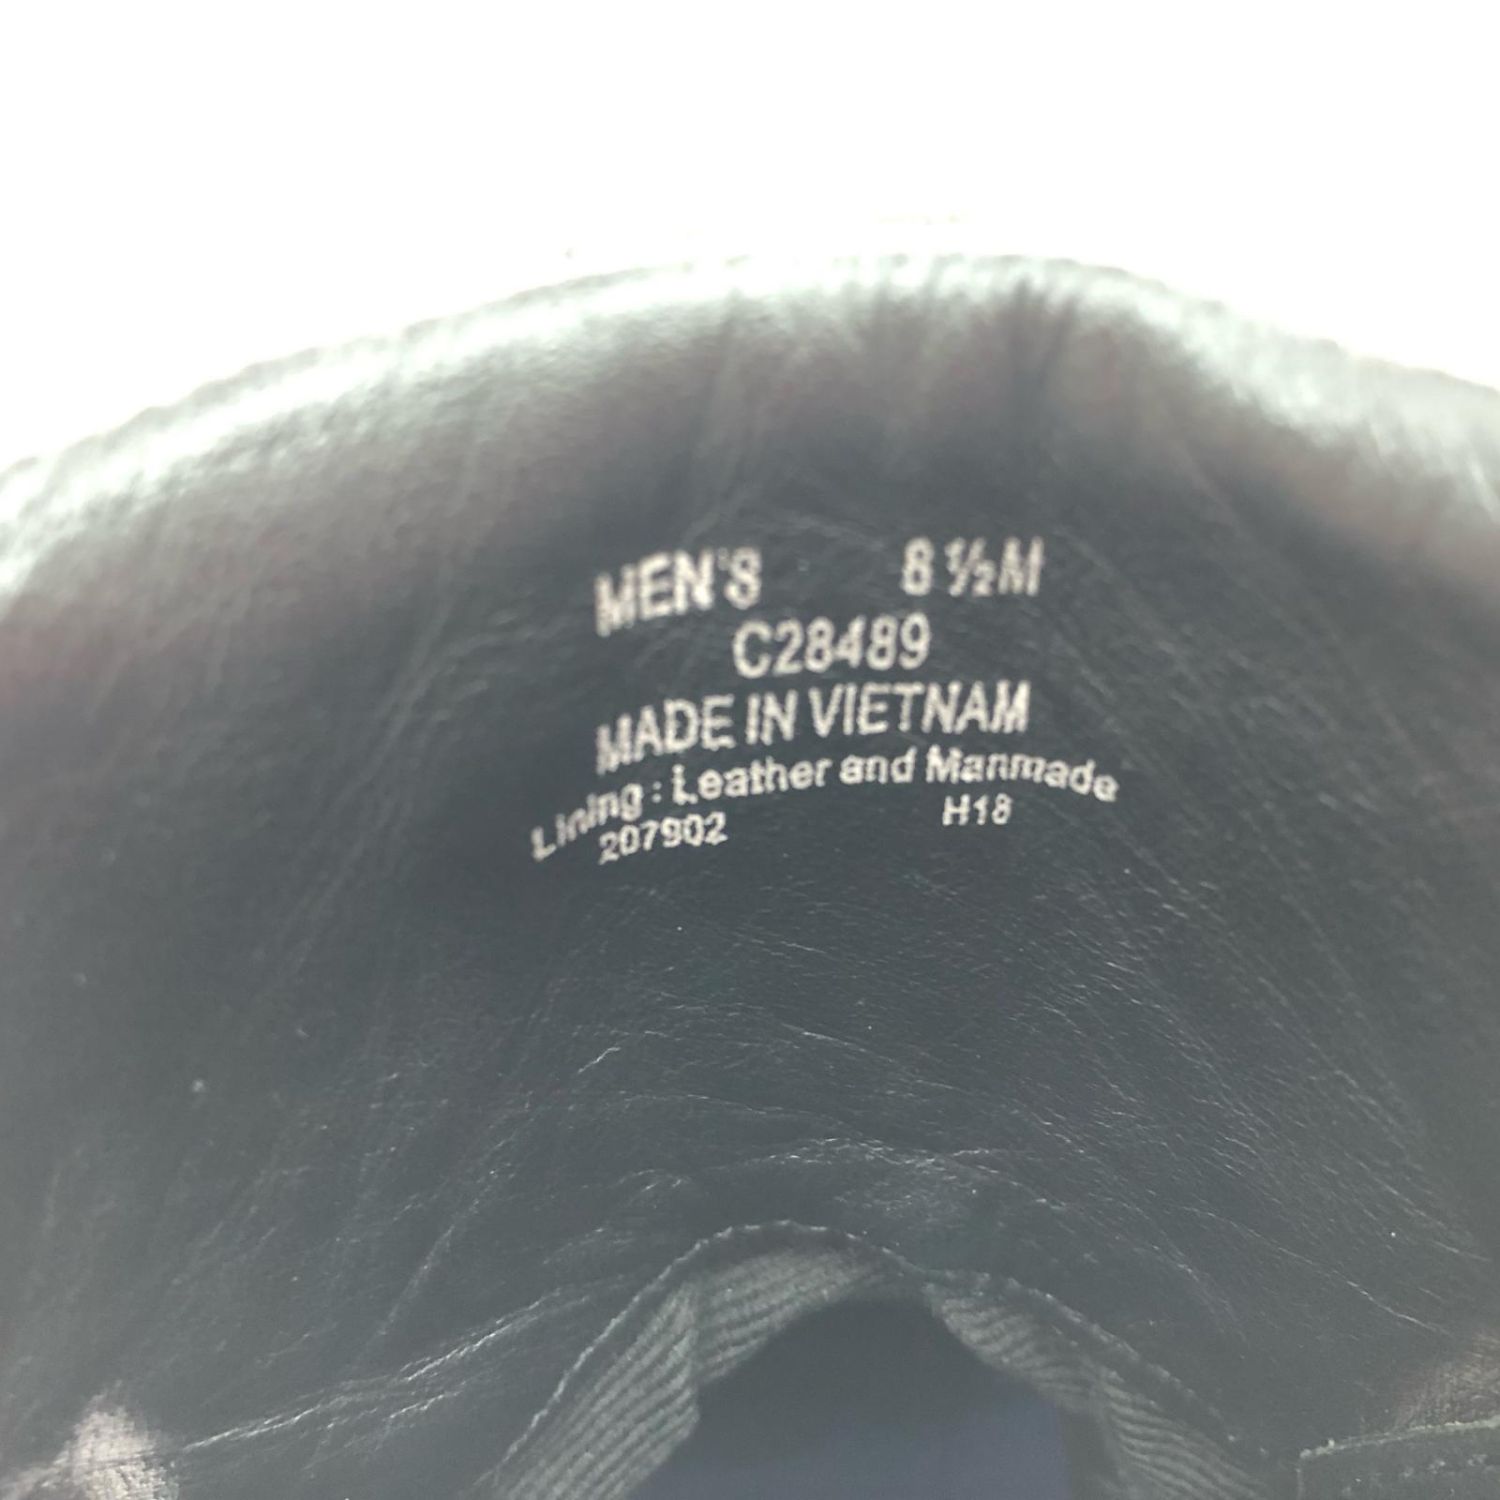 MEN'S 8 ½M
C28489
MADE IN VIETNAM
Lining : Leather and Manmade
207902 H18